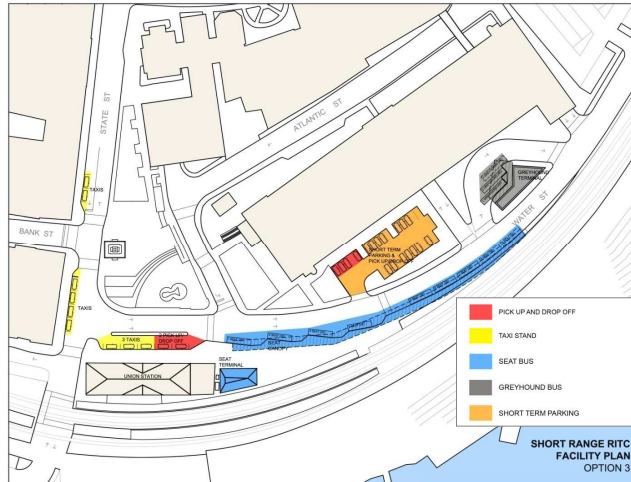 STATE ST
ATLANTIC ST
TAXIS
GREYHOUND
TERMINAL
BANK ST
WATER ST
SHORT TERM
PARKING &
PICK UP/DROP-OFF
TAXIS
3 TAXIS
2 PICK UP/
DROP OFF
SEAT
CANOPY
SEAT
TERMINAL
UNION STATION
PICK UP AND DROP OFF
TAXI STAND
SEAT BUS
GREYHOUND BUS
SHORT TERM PARKING
SHORT RANGE RITC
FACILITY PLAN
OPTION 3